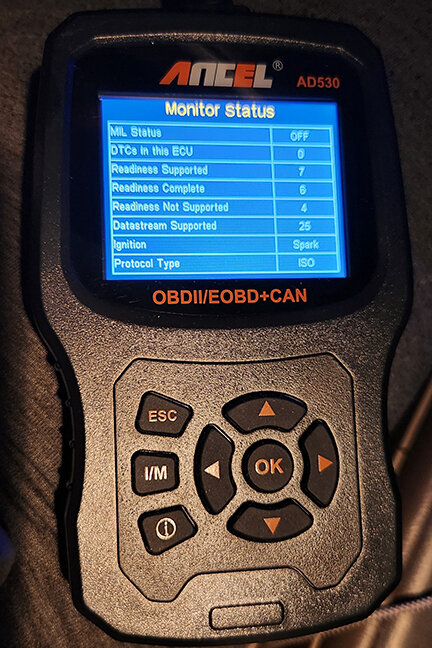 ANCEL®
AD530
Monitor Status
MIL Status OFF
DTCs in this ECU 0
Readiness Supported 7
Readiness Complete 6
Readiness Not Supported 4
Datastream Supported 25
Ignition Spark
Protocol Type ISO
OBDII/EOBD+CAN
ESC
I/M
OK